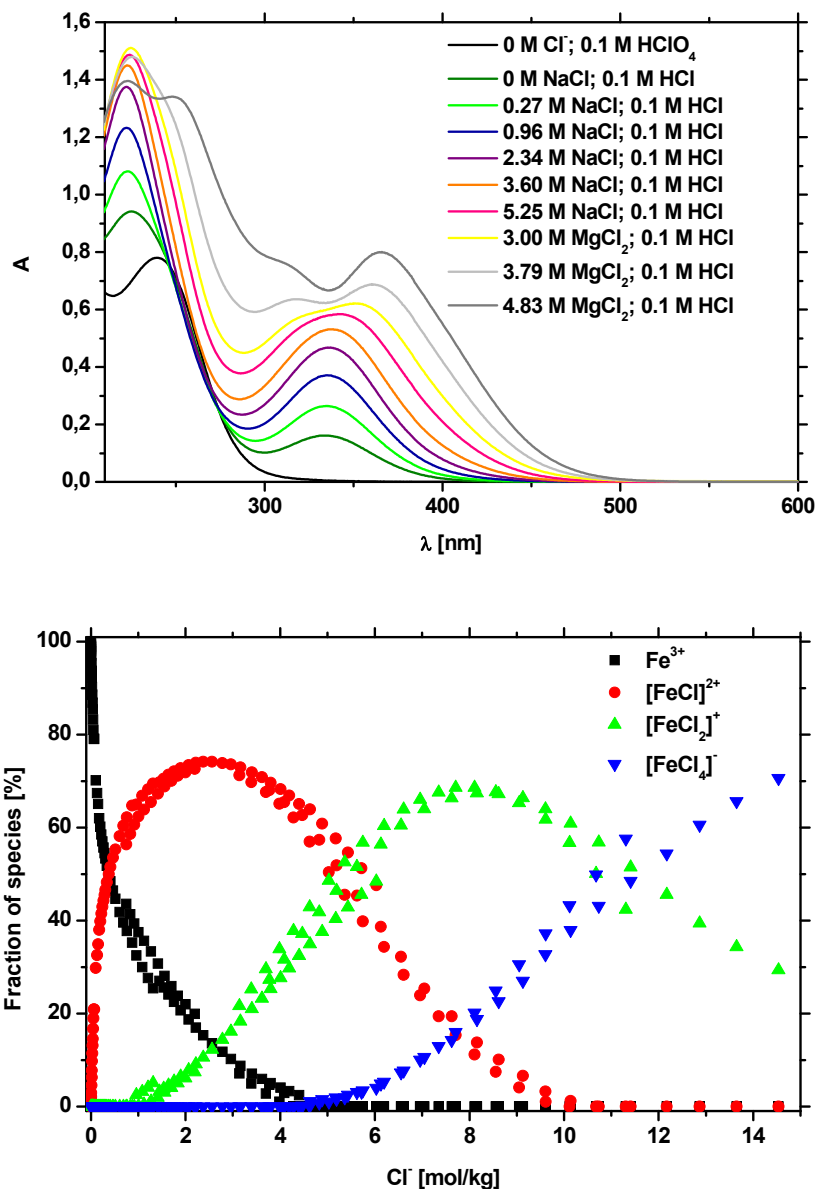 1,6
1,4
1,2
1,0
0,8
0,6
0,4
0,2
0,0
A
0 M Cl⁻; 0.1 M HClO₄
0 M NaCl; 0.1 M HCl
0.27 M NaCl; 0.1 M HCl
0.96 M NaCl; 0.1 M HCl
2.34 M NaCl; 0.1 M HCl
3.60 M NaCl; 0.1 M HCl
5.25 M NaCl; 0.1 M HCl
3.00 M MgCl₂; 0.1 M HCl
3.79 M MgCl₂; 0.1 M HCl
4.83 M MgCl₂; 0.1 M HCl
300 400 500 600
λ [nm]
100
80
60
40
20
0
Fraction of species [%]
Fe³⁺
[FeCl]²⁺
[FeCl₂]⁺
[FeCl₄]⁻
0 2 4 6 8 10 12 14
Cl⁻ [mol/kg]